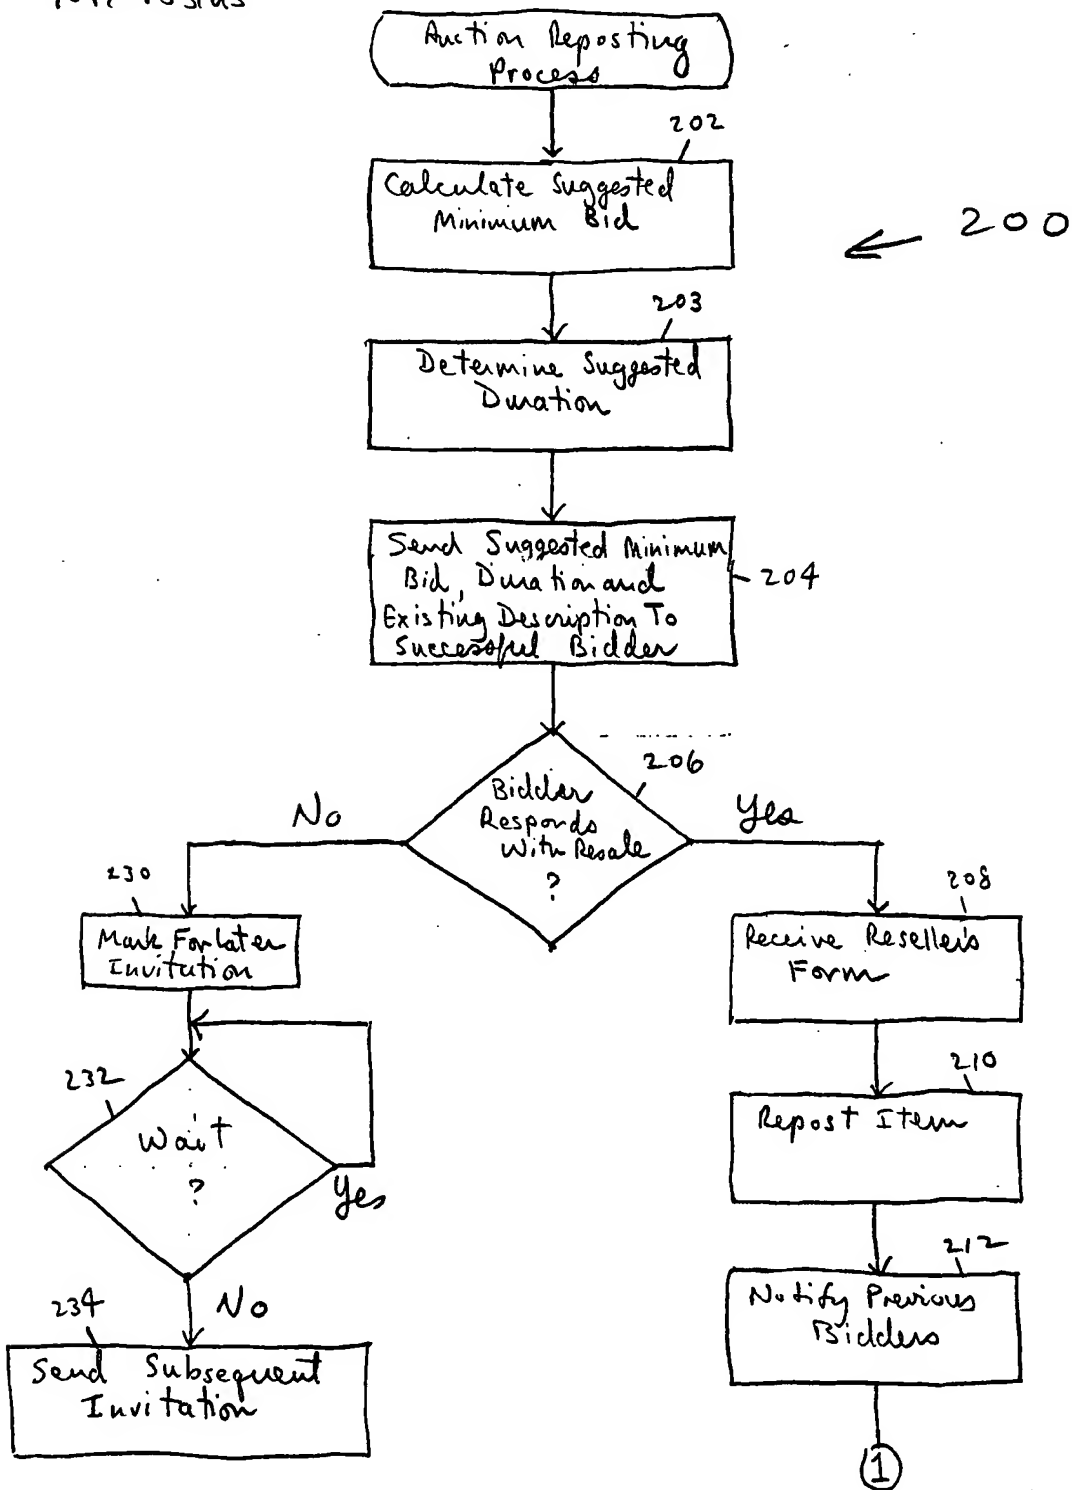 Auction Reposting
Process
202
Calculate Suggested
Minimum Bid
200
203
Determine Suggested
Duration
Send Suggested Minimum
Bid, Duration and
Existing Description To
Successful Bidder
204
206
Bidder
Responds
With Resale
?
No
Yes
230
Mark For Later
Invitation
208
Receive Reseller's
Form
232
Wait
?
Yes
210
Repost Item
212
Notify Previous
Bidders
234
No
Send Subsequent
Invitation
1